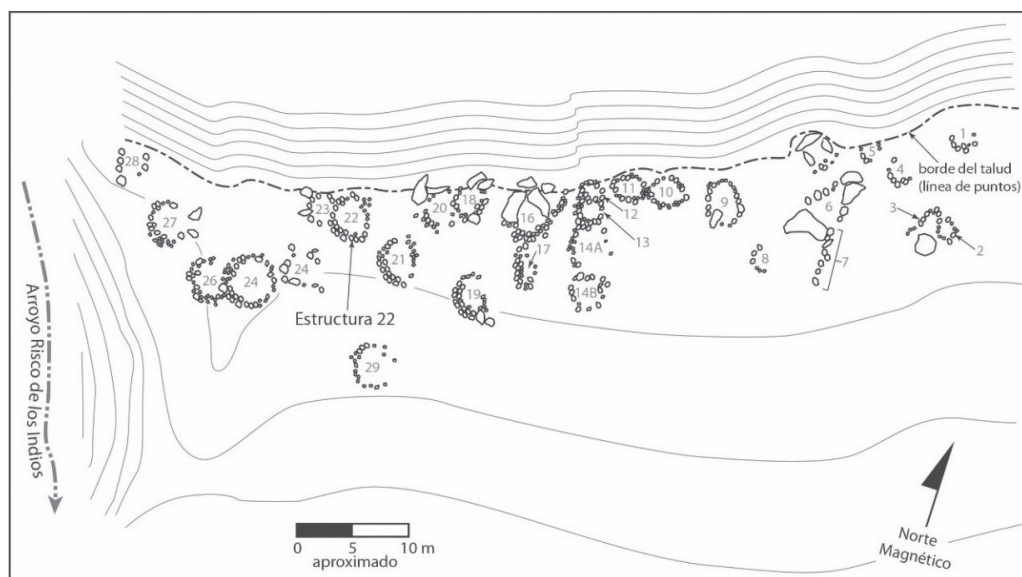 1
5
4
borde del talud
(línea de puntos)
28
11
10
12
9
18
23
22
20
16
6
3
27
13
2
17
14A
21
8
7
26
24
24
19
14B
Estructura 22
29
Arroyo Risco de los Indios
0 5 10 m
aproximado
Norte
Magnético